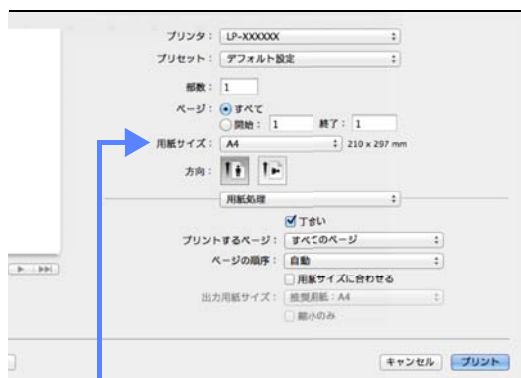 プリンタ： LP-XXXXXX
プリセット： デフォルト設定
部数： 1
ページ： すべて
開始： 1 終了： 1
用紙サイズ： A4 210 x 297 mm
方向：
用紙処理
丁合い
プリントするページ： すべてのページ
ページの順序： 自動
用紙サイズに合わせる
出力用紙サイズ： 推奨用紙：A4
縮小のみ
キャンセル プリント